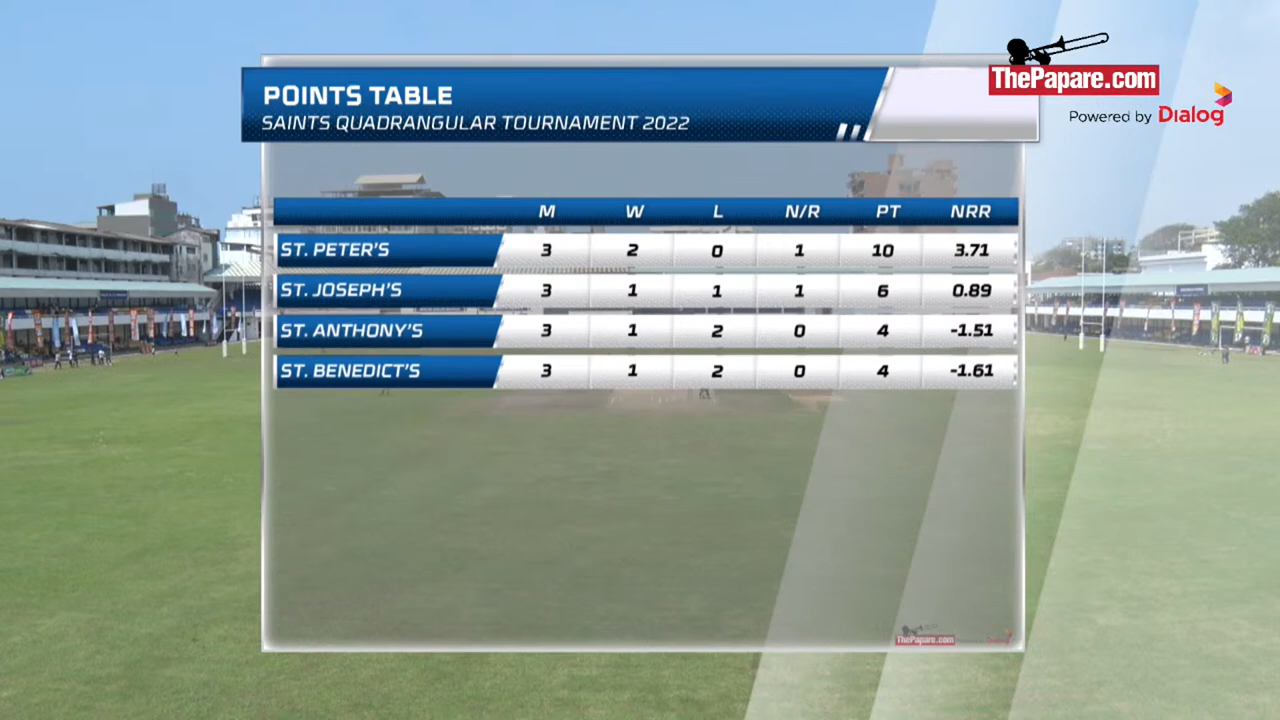 ThePapare.com
Powered by Dialog
POINTS TABLE
SAINTS QUADRANGULAR TOURNAMENT 2022
M W L N/R PT NRR
ST. PETER'S 3 2 0 1 10 3.71
ST. JOSEPH'S 3 1 1 1 6 0.89
ST. ANTHONY'S 3 1 2 0 4 -1.51
ST. BENEDICT'S 3 1 2 0 4 -1.61
ThePapare.com